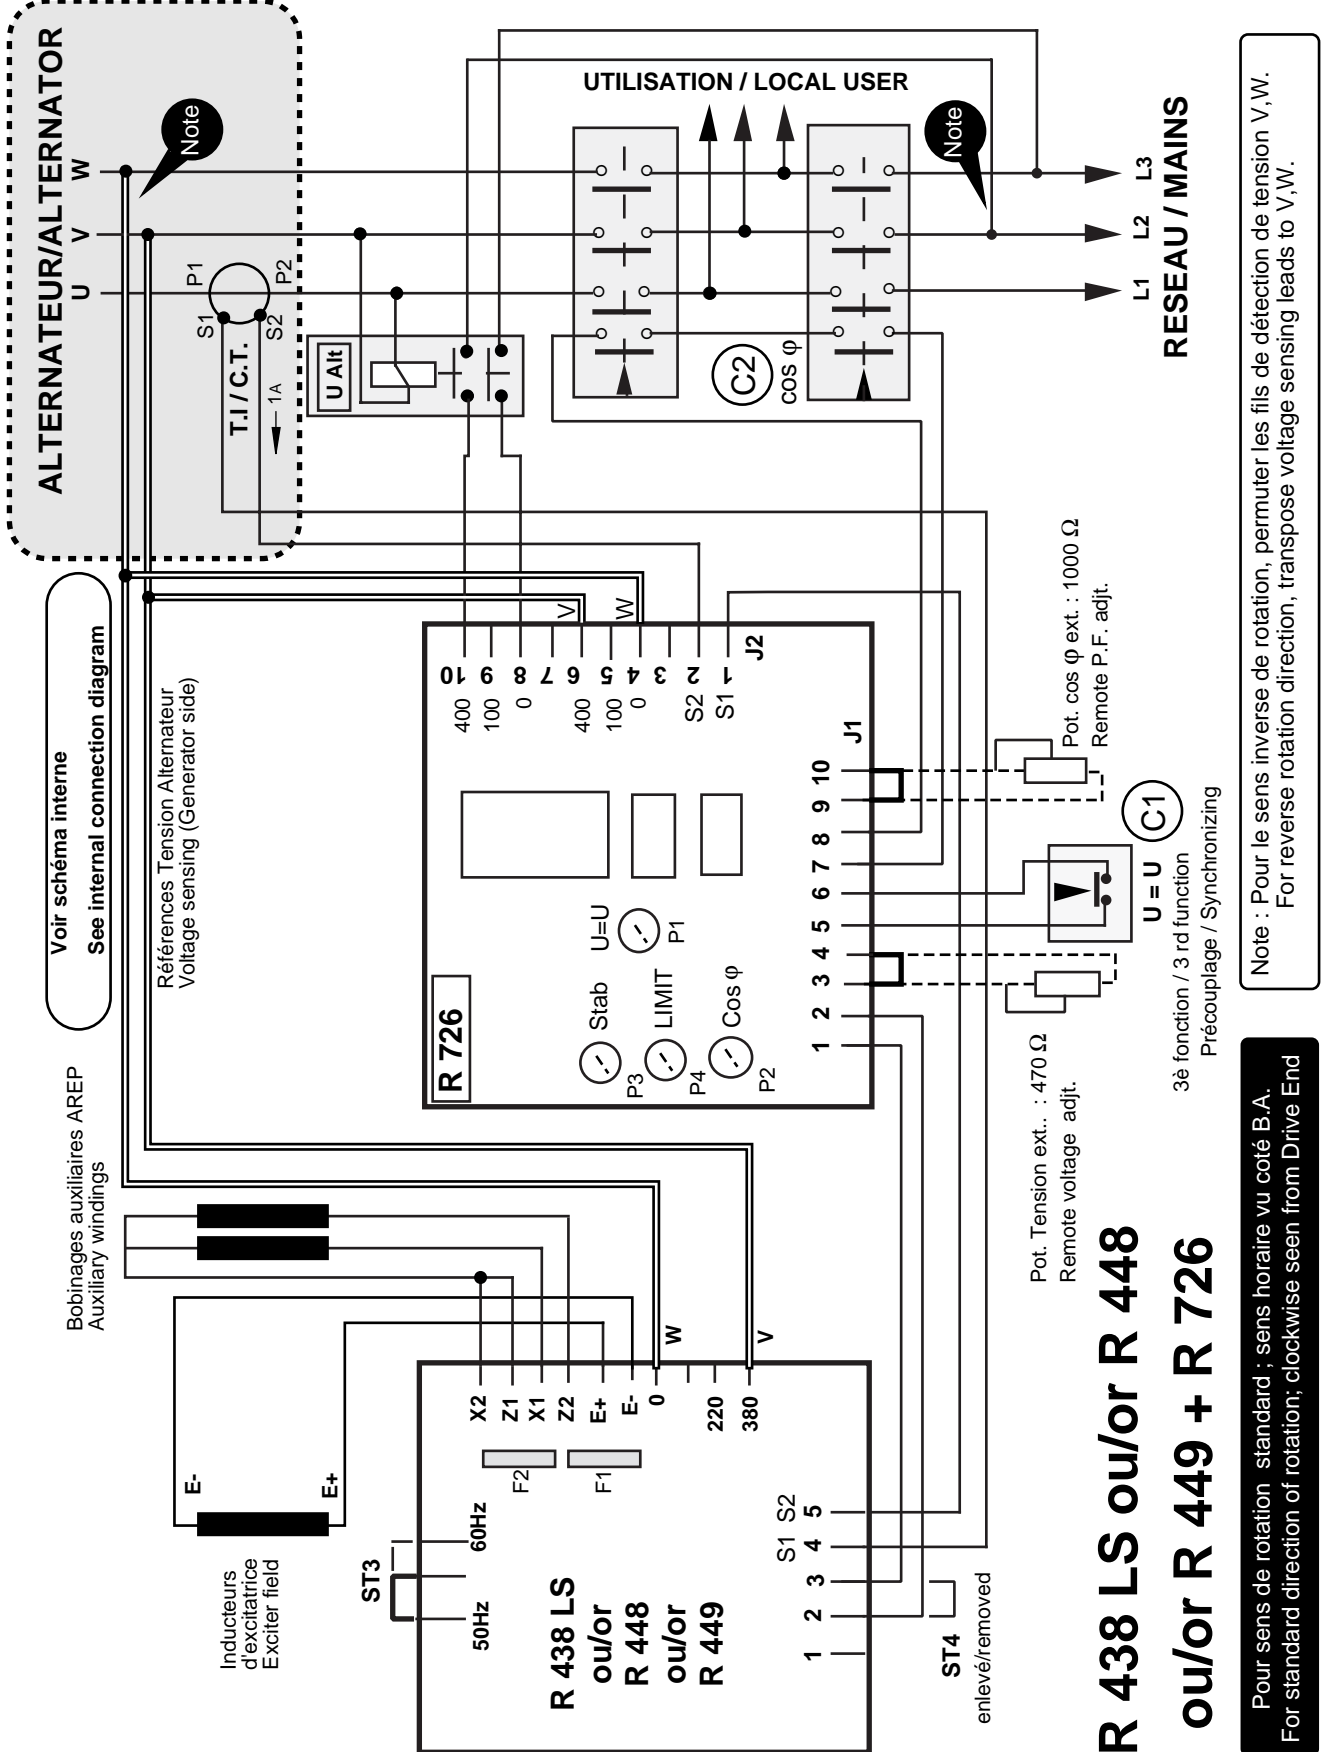 ALTERNATEUR/ALTERNATOR
U
V
W
Note
P1
P2
S1
S2
T.I / C.T.
1A
Voir schéma interne
See internal connection diagram
Références Tension Alternateur
Voltage sensing (Generator side)
Bobinages auxiliaires AREP
Auxiliary windings
Inducteurs
d'excitatrice
Exciter field
E-
E+
ST3
50Hz
60Hz
X2
Z1
X1
Z2
E+
E-
0
220
380
W
V
F2
F1
R 438 LS
ou/or
R 448
ou/or
R 449
S1 S2
1 2 3 4 5
ST4
enlevé/removed
R 726
Stab
P3
LIMIT
P4
Cos φ
P2
U=U
P1
10 9 8 7 6 5 4 3 2 1
400
100
0
400
100
0
S2
S1
V
W
J2
J1
1 2 3 4 5 6 7 8 9 10
U Alt
UTILISATION / LOCAL USER
C2
cos φ
Note
L1
L2
L3
RESEAU / MAINS
Pot. cos φ ext. : 1000 Ω
Remote P.F. adjt.
C1
U = U
3è fonction / 3 rd function
Précouplage / Synchronizing
Pot. Tension ext.. : 470 Ω
Remote voltage adjt.
R 438 LS ou/or R 448
ou/or R 449 + R 726
Pour sens de rotation standard ; sens horaire vu coté B.A.
For standard direction of rotation; clockwise seen from Drive End
Note : Pour le sens inverse de rotation, permuter les fils de détection de tension V,W.
For reverse rotation direction, transpose voltage sensing leads to V,W.